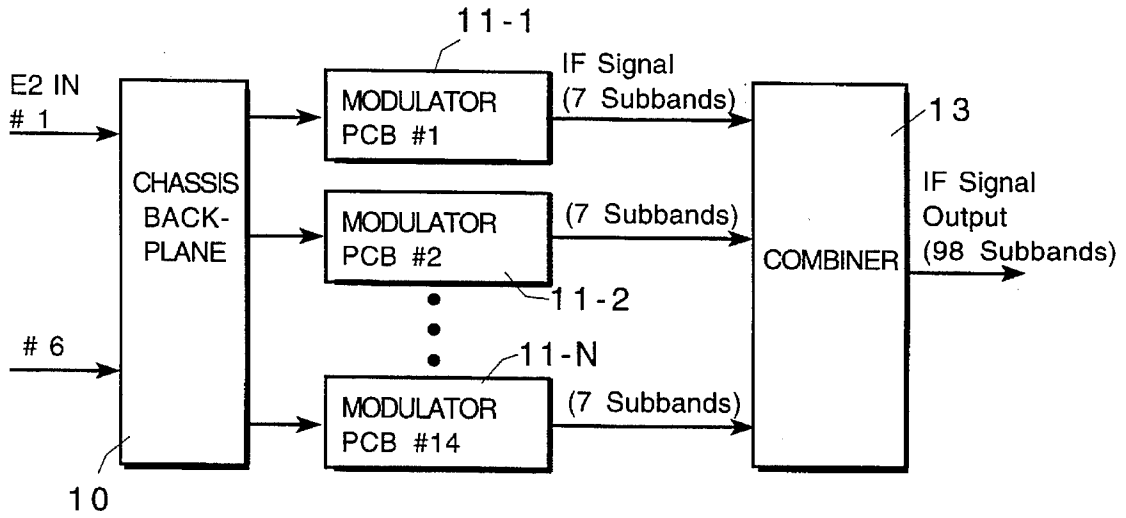 11-1
E2 IN
# 1
MODULATOR
PCB #1
IF Signal
(7 Subbands)
13
CHASSIS
BACK-
PLANE
MODULATOR
PCB #2
(7 Subbands)
COMBINER
IF Signal
Output
(98 Subbands)
11-2
# 6
11-N
MODULATOR
PCB #14
(7 Subbands)
10